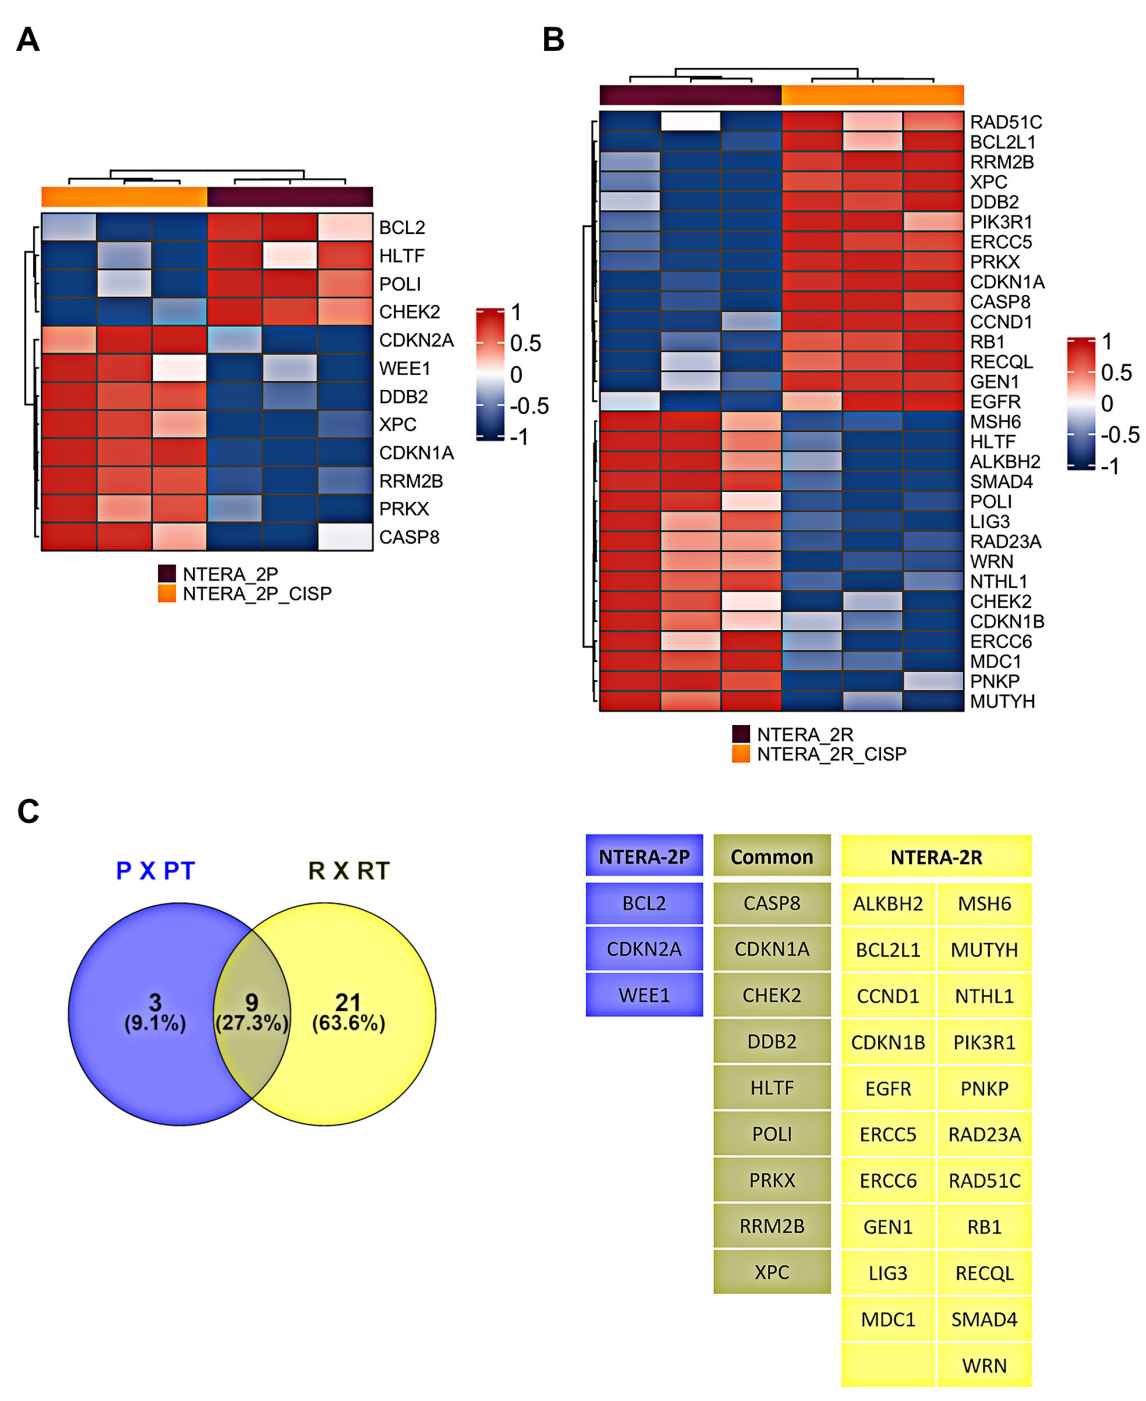 A
BCL2
HLTF
POLI
CHEK2
CDKN2A
WEE1
DDB2
XPC
CDKN1A
RRM2B
PRKX
CASP8
1
0.5
0
-0.5
-1
NTERA_2P
NTERA_2P_CISP
B
RAD51C
BCL2L1
RRM2B
XPC
DDB2
PIK3R1
ERCC5
PRKX
CDKN1A
CASP8
CCND1
RB1
RECQL
GEN1
EGFR
MSH6
HLTF
ALKBH2
SMAD4
POLI
LIG3
RAD23A
WRN
NTHL1
CHEK2
CDKN1B
ERCC6
MDC1
PNKP
MUTYH
1
0.5
0
-0.5
-1
NTERA_2R
NTERA_2R_CISP
C
P X PT R X RT
3 9 21
(9.1%) (27.3%) (63.6%)
NTERA-2P Common NTERA-2R
BCL2 CASP8 ALKBH2 MSH6
CDKN2A CDKN1A BCL2L1 MUTYH
WEE1 CHEK2 CCND1 NTHL1
DDB2 CDKN1B PIK3R1
HLTF EGFR PNKP
POLI ERCC5 RAD23A
PRKX ERCC6 RAD51C
RRM2B GEN1 RB1
XPC LIG3 RECQL
MDC1 SMAD4
WRN